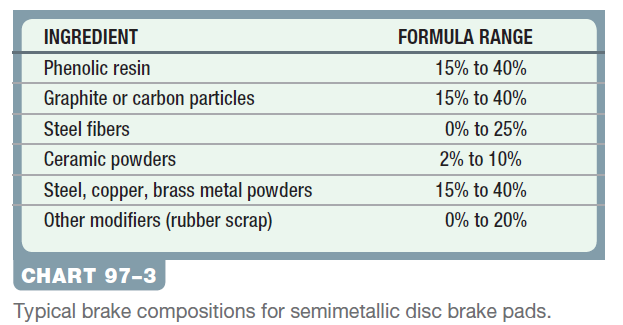 INGREDIENT FORMULA RANGE
Phenolic resin 15% to 40%
Graphite or carbon particles 15% to 40%
Steel fibers 0% to 25%
Ceramic powders 2% to 10%
Steel, copper, brass metal powders 15% to 40%
Other modifiers (rubber scrap) 0% to 20%
CHART 97–3
Typical brake compositions for semimetallic disc brake pads.